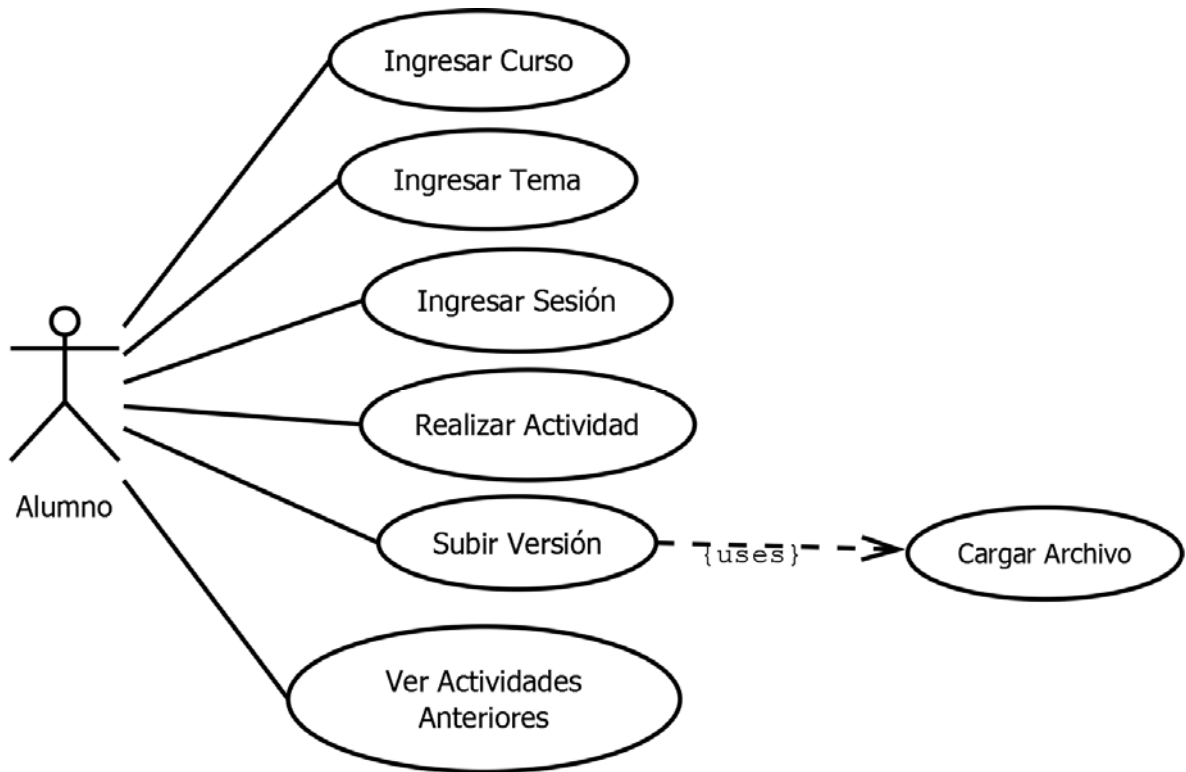 Ingresar Curso
Ingresar Tema
Ingresar Sesión
Realizar Actividad
Alumno
Subir Versión
{uses}
Cargar Archivo
Ver Actividades
Anteriores